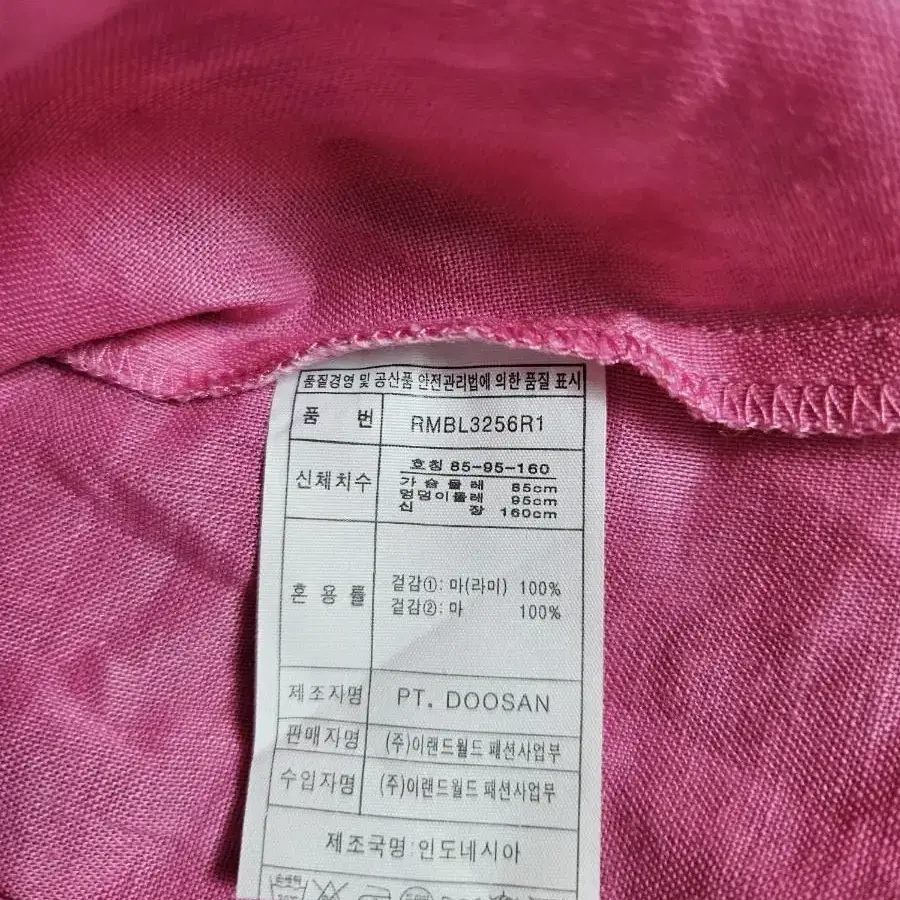 품질경영 및 공산품 안전관리법에 의한 품질 표시
품 번 RMBL3256R1
신체치수 호칭 85-95-160
가슴둘레 85cm
엉덩이둘레 95cm
신 장 160cm
혼 용 률 겉감①: 마(라미) 100%
겉감②: 마 100%
제조자명 PT. DOOSAN
판매자명 (주)이랜드월드 패션사업부
수입자명 (주)이랜드월드 패션사업부
제조국명:인도네시아
손세탁